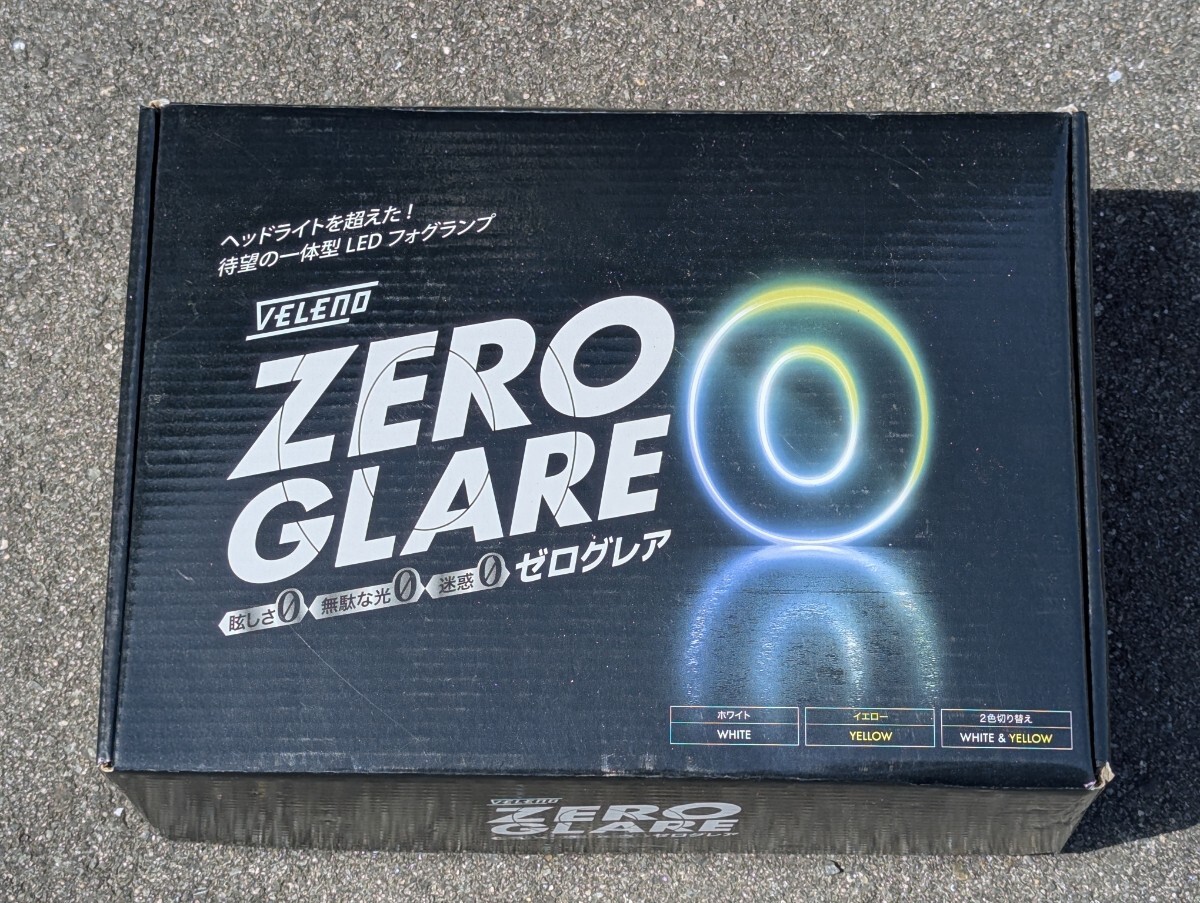 ヘッドライトを超えた!
待望の一体型 LED フォグランプ
VELENO
ZERO
GLARE
眩しさ0 無駄な光0 迷惑0 ゼログレア
0
ホワイト
WHITE
イエロー
YELLOW
2色切り替え
WHITE & YELLOW
VELENO
ZERO
GLARE